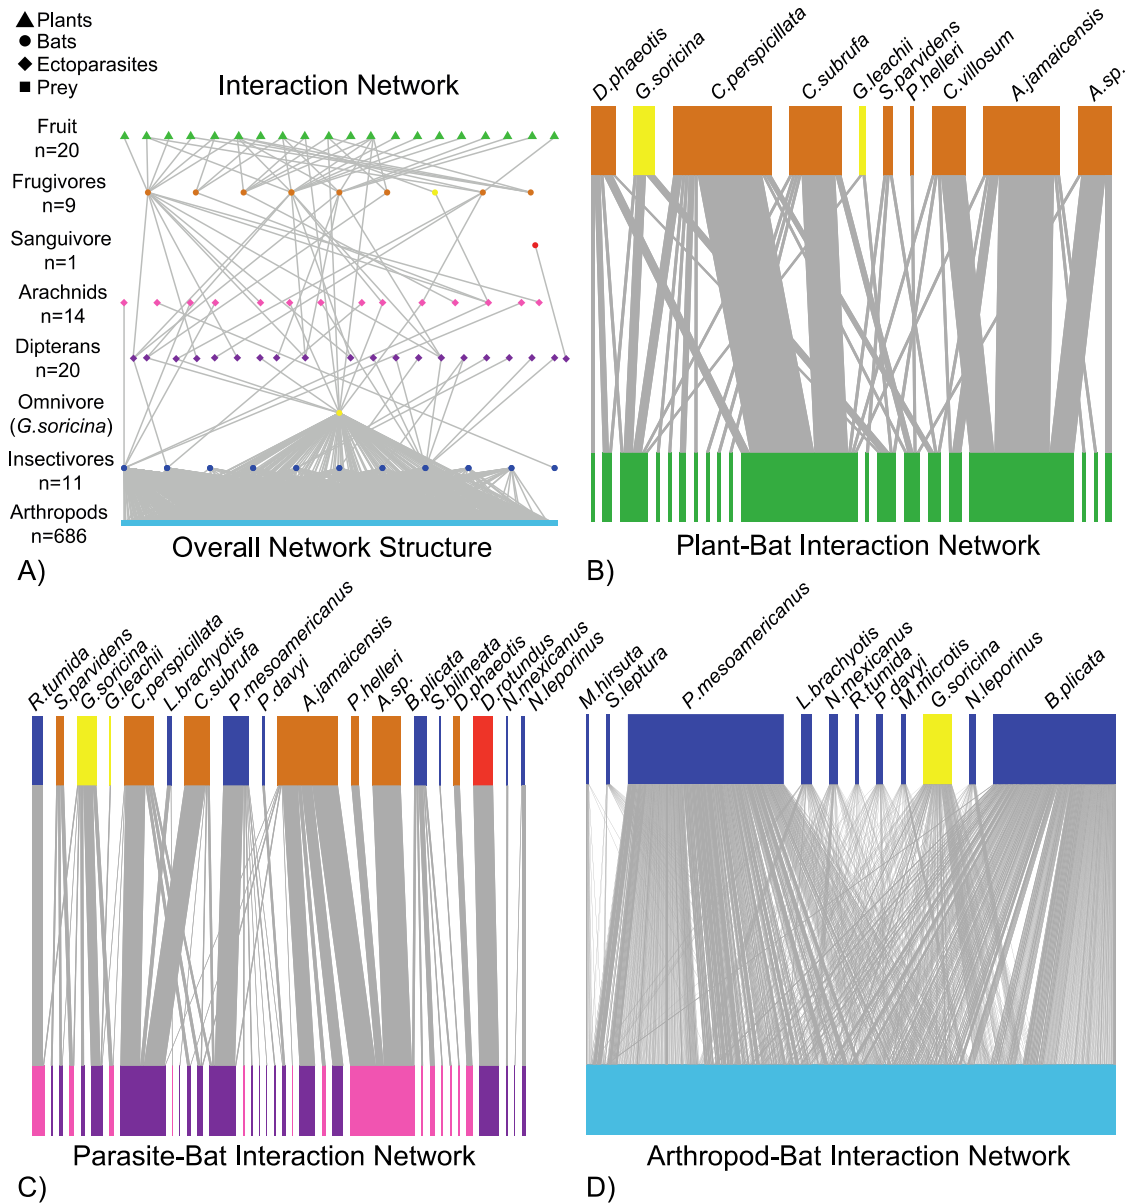 Plants
Bats
Ectoparasites
Prey
Interaction Network
Fruit
n=20
Frugivores
n=9
Sanguivore
n=1
Arachnids
n=14
Dipterans
n=20
Omnivore
(G.soricina)
Insectivores
n=11
Arthropods
n=686
Overall Network Structure
A)
D.phaeotis
G.soricina
C.perspicillata
C.subrufa
G.leachii
S.parvidens
P.helleri
C.villosum
A.jamaicensis
A.sp.
Plant-Bat Interaction Network
B)
R.tumida
S.parvidens
G.soricina
G.leachii
C.perspicillata
L.brachyotis
C.subrufa
P.mesoamericanus
P.davyi
A.jamaicensis
P.helleri
A.sp.
B.plicata
S.bilineata
D.phaeotis
D.rotundus
N.mexicanus
N.leporinus
Parasite-Bat Interaction Network
C)
M.hirsuta
S.leptura
P.mesoamericanus
L.brachyotis
N.mexicanus
R.tumida
P.davyi
M.microtis
G.soricina
N.leporinus
B.plicata
Arthropod-Bat Interaction Network
D)